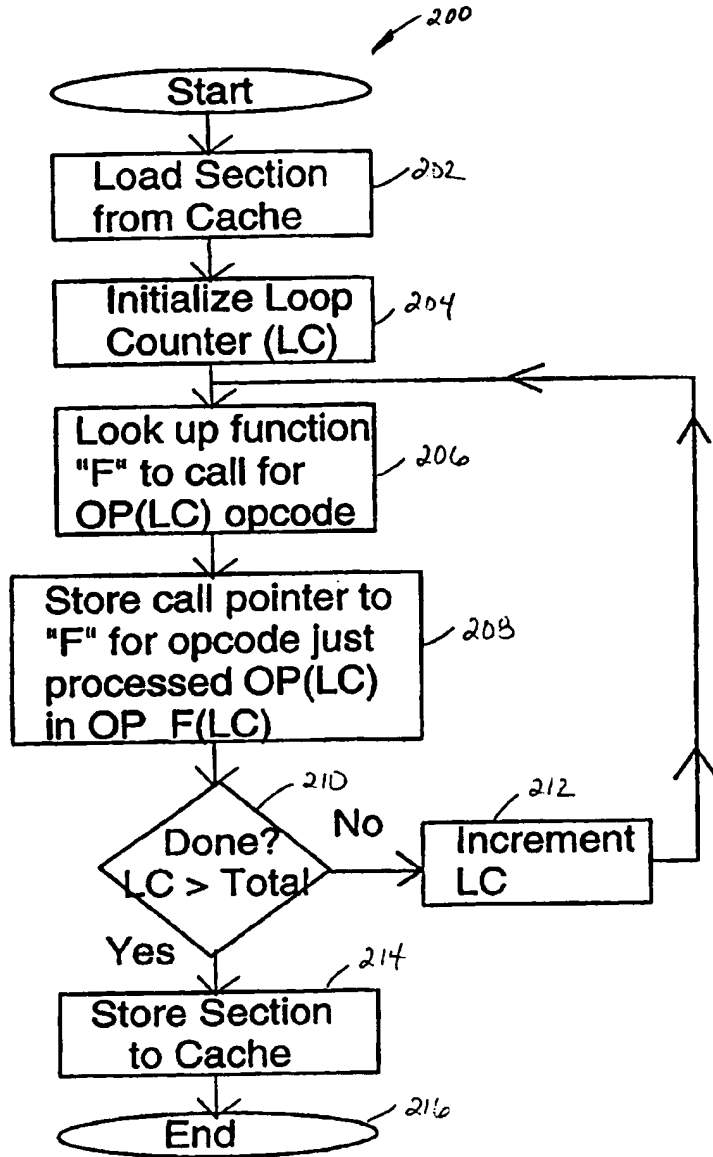 200
Start
Load Section
from Cache
202
Initialize Loop
Counter (LC)
204
Look up function
"F" to call for
OP(LC) opcode
206
Store call pointer to
"F" for opcode just
processed OP(LC)
in OP_F(LC)
208
210
Done?
LC > Total
No
212
Increment
LC
Yes
214
Store Section
to Cache
End
216